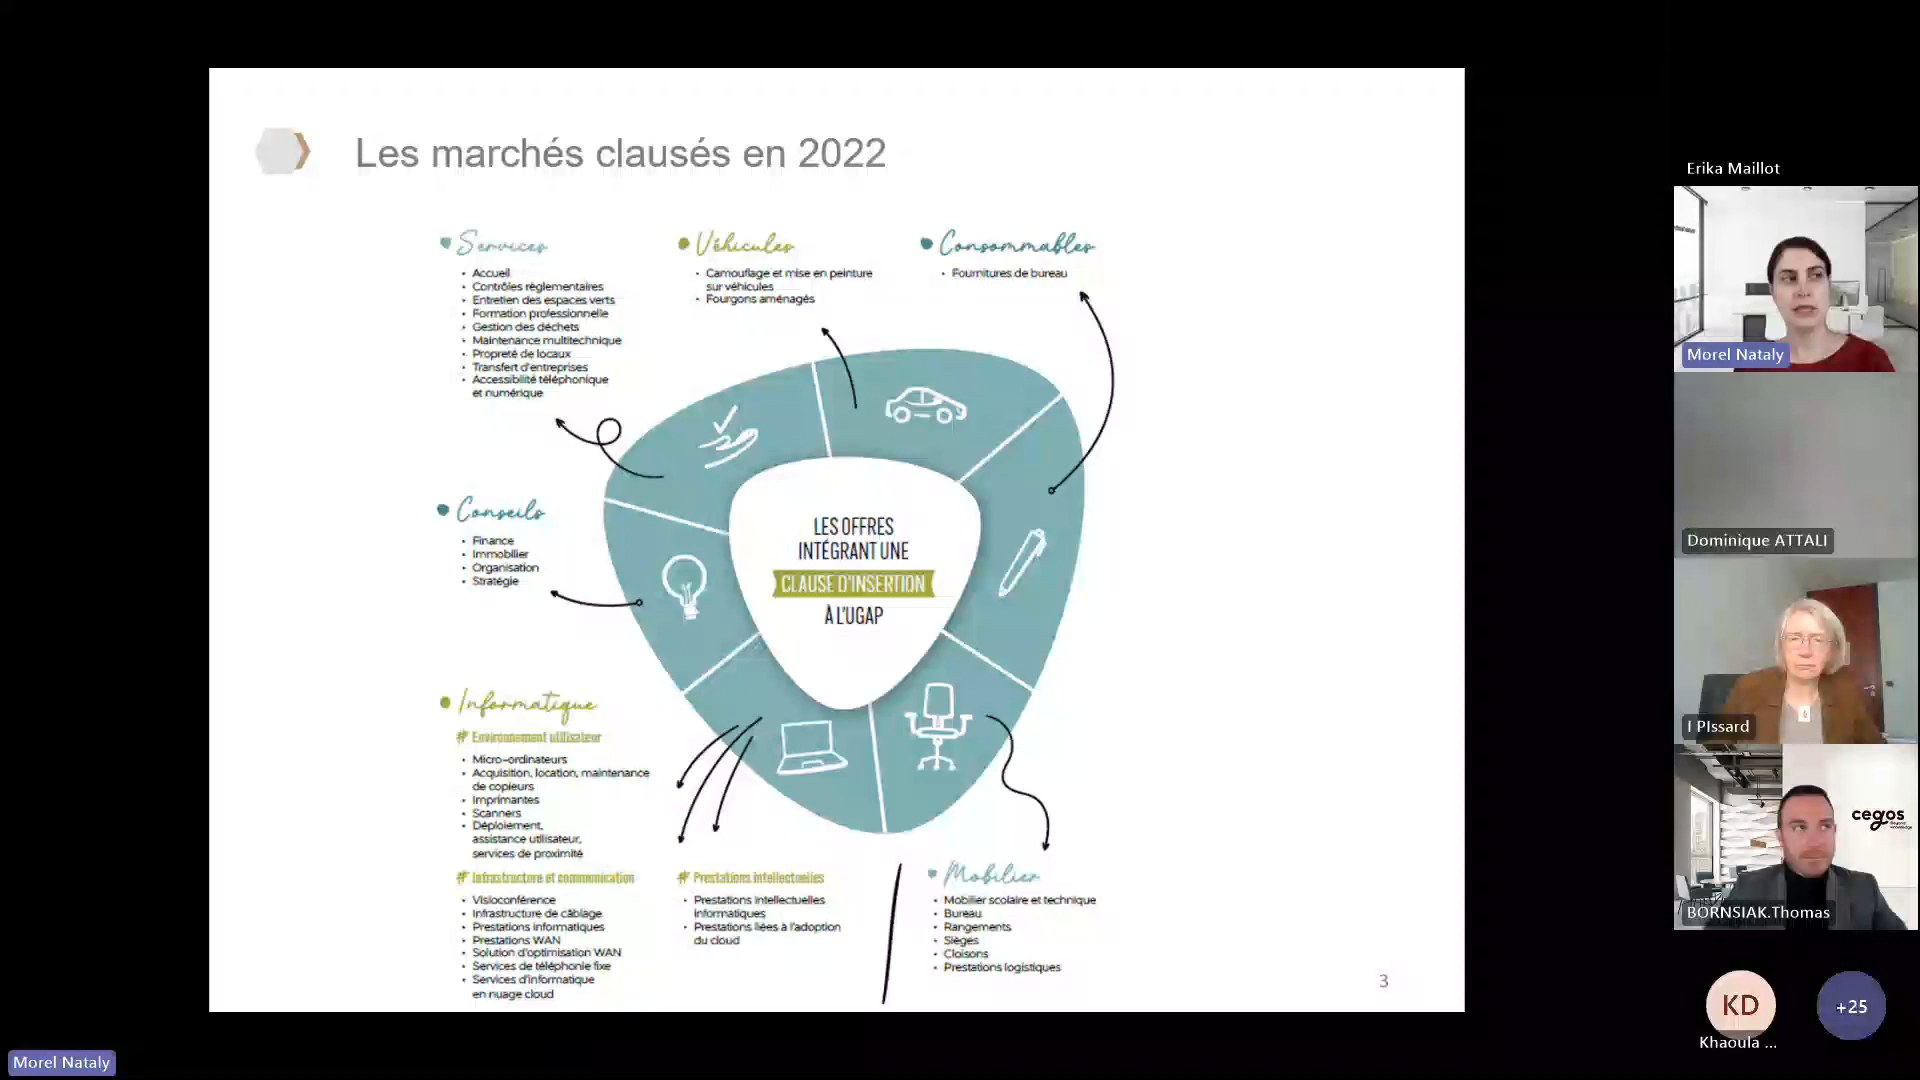 Les marchés clausés en 2022
Services
Accueil
Contrôles règlementaires
Entretien des espaces verts
Formation professionnelle
Gestion des déchets
Maintenance multitechnique
Propreté de locaux
Transfert d'entreprises
Accessibilité téléphonique
et numérique
Véhicules
Camouflage et mise en peinture
sur véhicules
Fourgons aménagés
Consommables
Fournitures de bureau
Conseils
Finance
Immobilier
Organisation
Stratégie
LES OFFRES
INTÉGRANT UNE
CLAUSE D'INSERTION
À L'UGAP
Informatique
# Environnement utilisateur
Micro-ordinateurs
Acquisition, location, maintenance
de copieurs
Imprimantes
Scanners
Déploiement,
assistance utilisateur,
services de proximité
# Infrastructure et communication
Visioconférence
Infrastructure de câblage
Prestations informatiques
Prestations WAN
Solution d'optimisation WAN
Services de téléphonie fixe
Services d'informatique
en nuage cloud
# Prestations intellectuelles
Prestations intellectuelles
informatiques
Prestations liées à l'adoption
du cloud
Mobilier
Mobilier scolaire et technique
Bureau
Rangements
Sièges
Cloisons
Prestations logistiques
3
Erika Maillot
Morel Nataly
Dominique ATTALI
I PIssard
cegos
BORNSIAK.Thomas
KD
+25
Khaoula ...
Morel Nataly